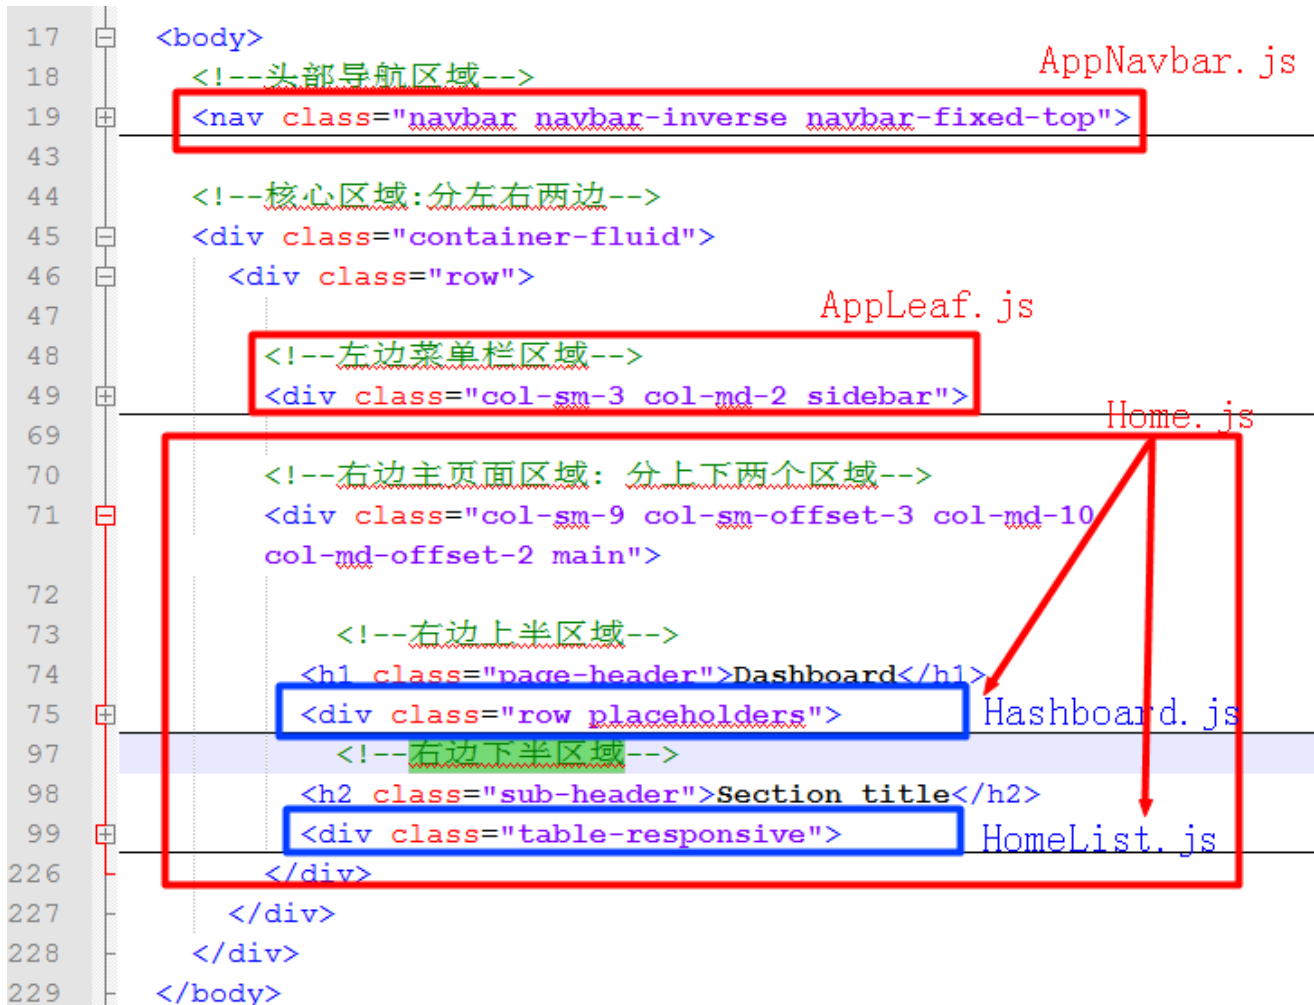 17 <body>
AppNavbar.js
18 <!--头部导航区域-->
19 <nav class="navbar navbar-inverse navbar-fixed-top">
43
44 <!--核心区域:分左右两边-->
45 <div class="container-fluid">
46 <div class="row">
47
AppLeaf.js
48 <!--左边菜单栏区域-->
49 <div class="col-sm-3 col-md-2 sidebar">
Home.js
69
70 <!--右边主页面区域: 分上下两个区域-->
71 <div class="col-sm-9 col-sm-offset-3 col-md-10
col-md-offset-2 main">
72
73 <!--右边上半区域-->
74 <h1 class="page-header">Dashboard</h1>
75 <div class="row placeholders">
Hashboard.js
97 <!--右边下半区域-->
98 <h2 class="sub-header">Section title</h2>
99 <div class="table-responsive">
HomeList.js
226 </div>
227 </div>
228 </div>
229 </body>